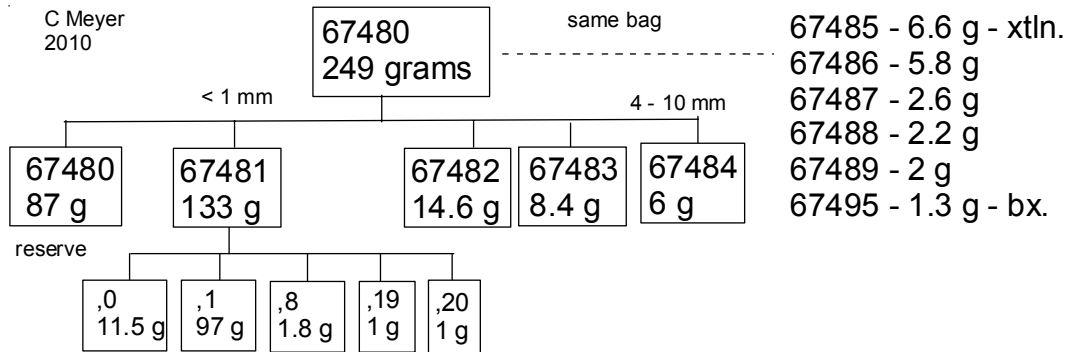 C Meyer
2010
67480
249 grams
same bag
67485 - 6.6 g - xtln.
67486 - 5.8 g
67487 - 2.6 g
67488 - 2.2 g
67489 - 2 g
67495 - 1.3 g - bx.
< 1 mm
4 - 10 mm
67480
87 g
67481
133 g
67482
14.6 g
67483
8.4 g
67484
6 g
reserve
,0
11.5 g
,1
97 g
,8
1.8 g
,19
1 g
,20
1 g